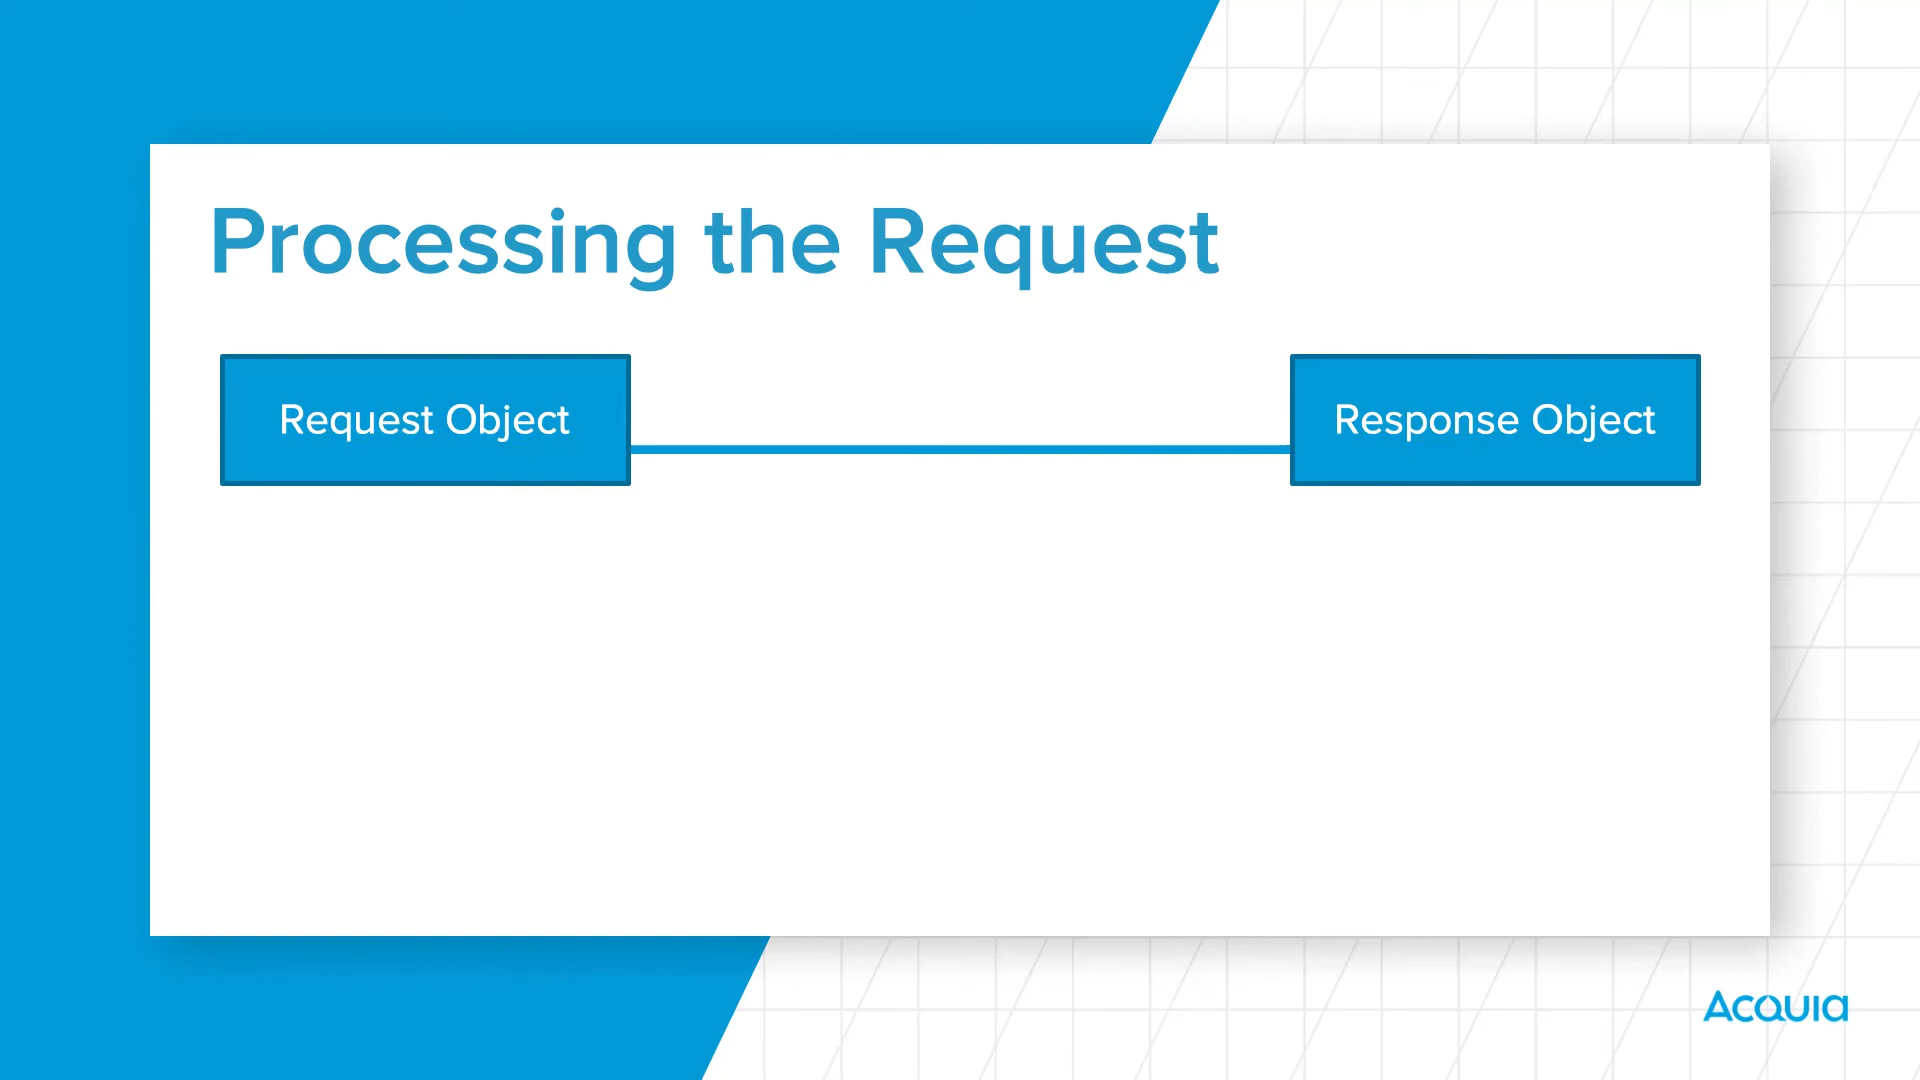 Processing the Request
Request Object
Response Object
Acquia